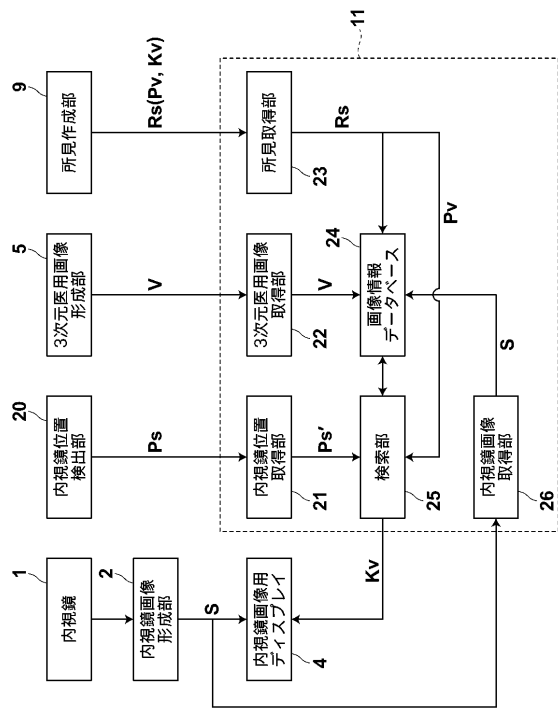 1
内視鏡
2
内視鏡画像
形成部
S
内視鏡画像用
ディスプレイ
4
20
内視鏡位置
検出部
Ps
内視鏡位置
取得部
21
Ps′
検索部
25
Kv
内視鏡画像
取得部
26
S
5
3次元医用画像
形成部
V
3次元医用画像
取得部
22
V
24
画像情報
データベース
9
所見作成部
Rs(Pv, Kv)
所見取得部
23
Rs
Pv
11